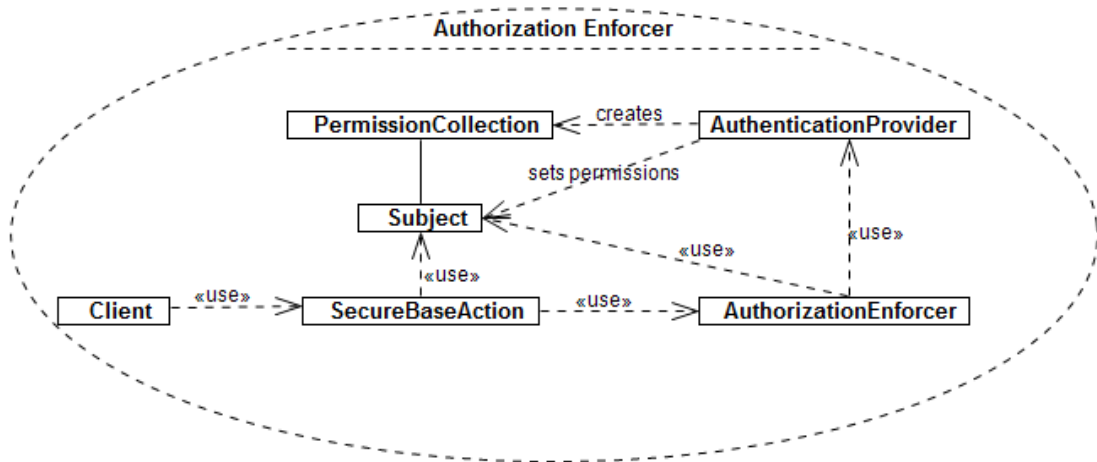 Authorization Enforcer
PermissionCollection
creates
AuthenticationProvider
sets permissions
Subject
«use»
«use»
«use»
Client
«use»
SecureBaseAction
«use»
AuthorizationEnforcer